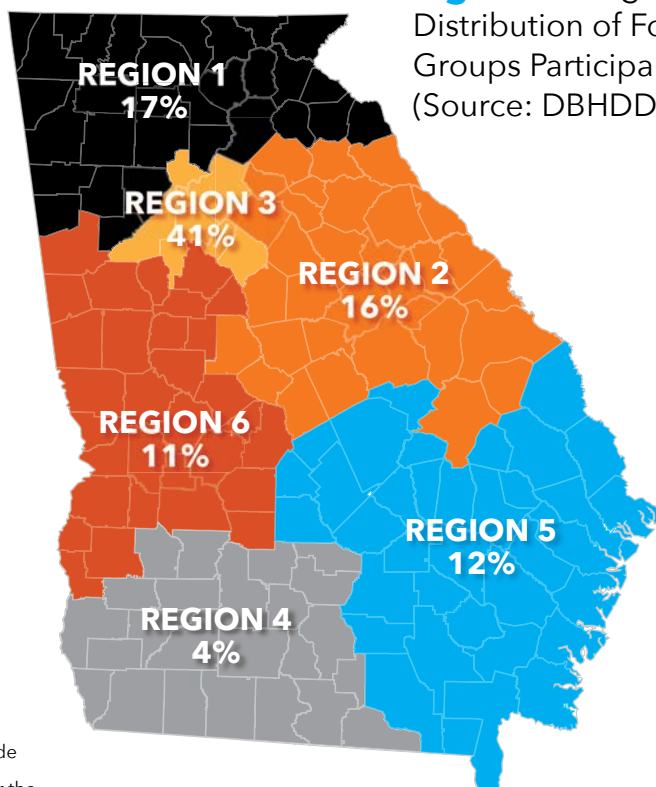 Distribution of Fo
Groups Participa
(Source: DBHDD
REGION 1
17%
REGION 3
41%
REGION 2
16%
REGION 6
11%
REGION 5
12%
REGION 4
4%
de